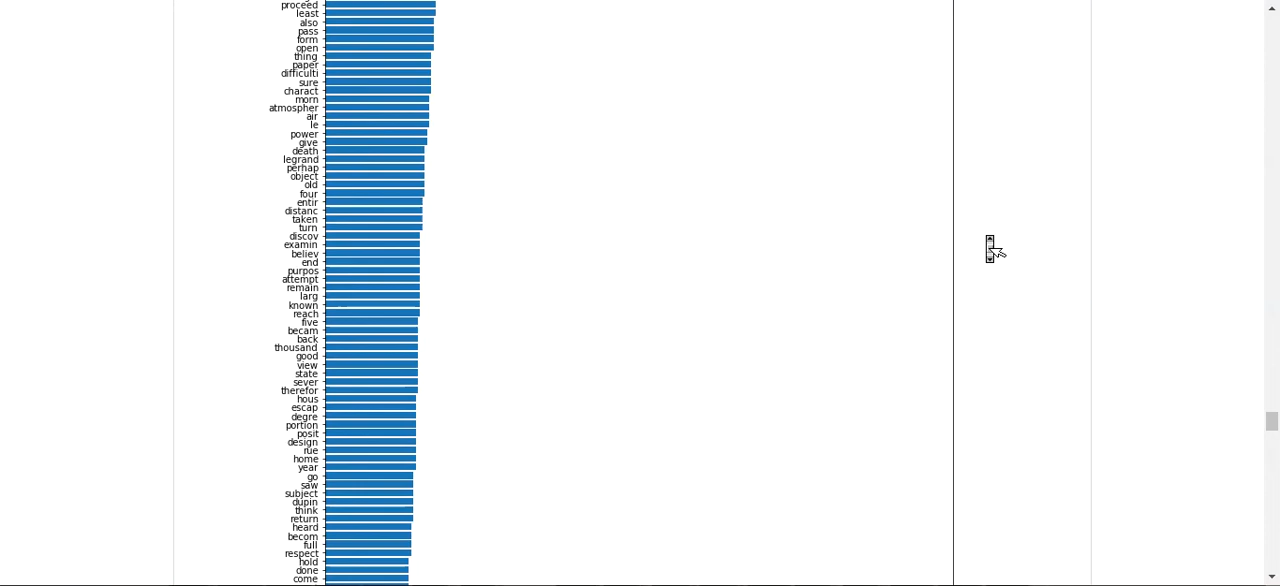 proceed
least
also
pass
form
open
thing
paper
difficulti
sure
charact
morn
atmospher
air
le
power
give
death
legrand
perhap
object
old
four
entir
distanc
taken
turn
discov
examin
believ
end
purpos
attempt
remain
larg
known
reach
five
becam
back
thousand
good
view
state
sever
therefor
hous
escap
degre
portion
posit
design
rue
home
year
go
saw
subject
dupin
think
return
heard
becom
full
respect
hold
done
come